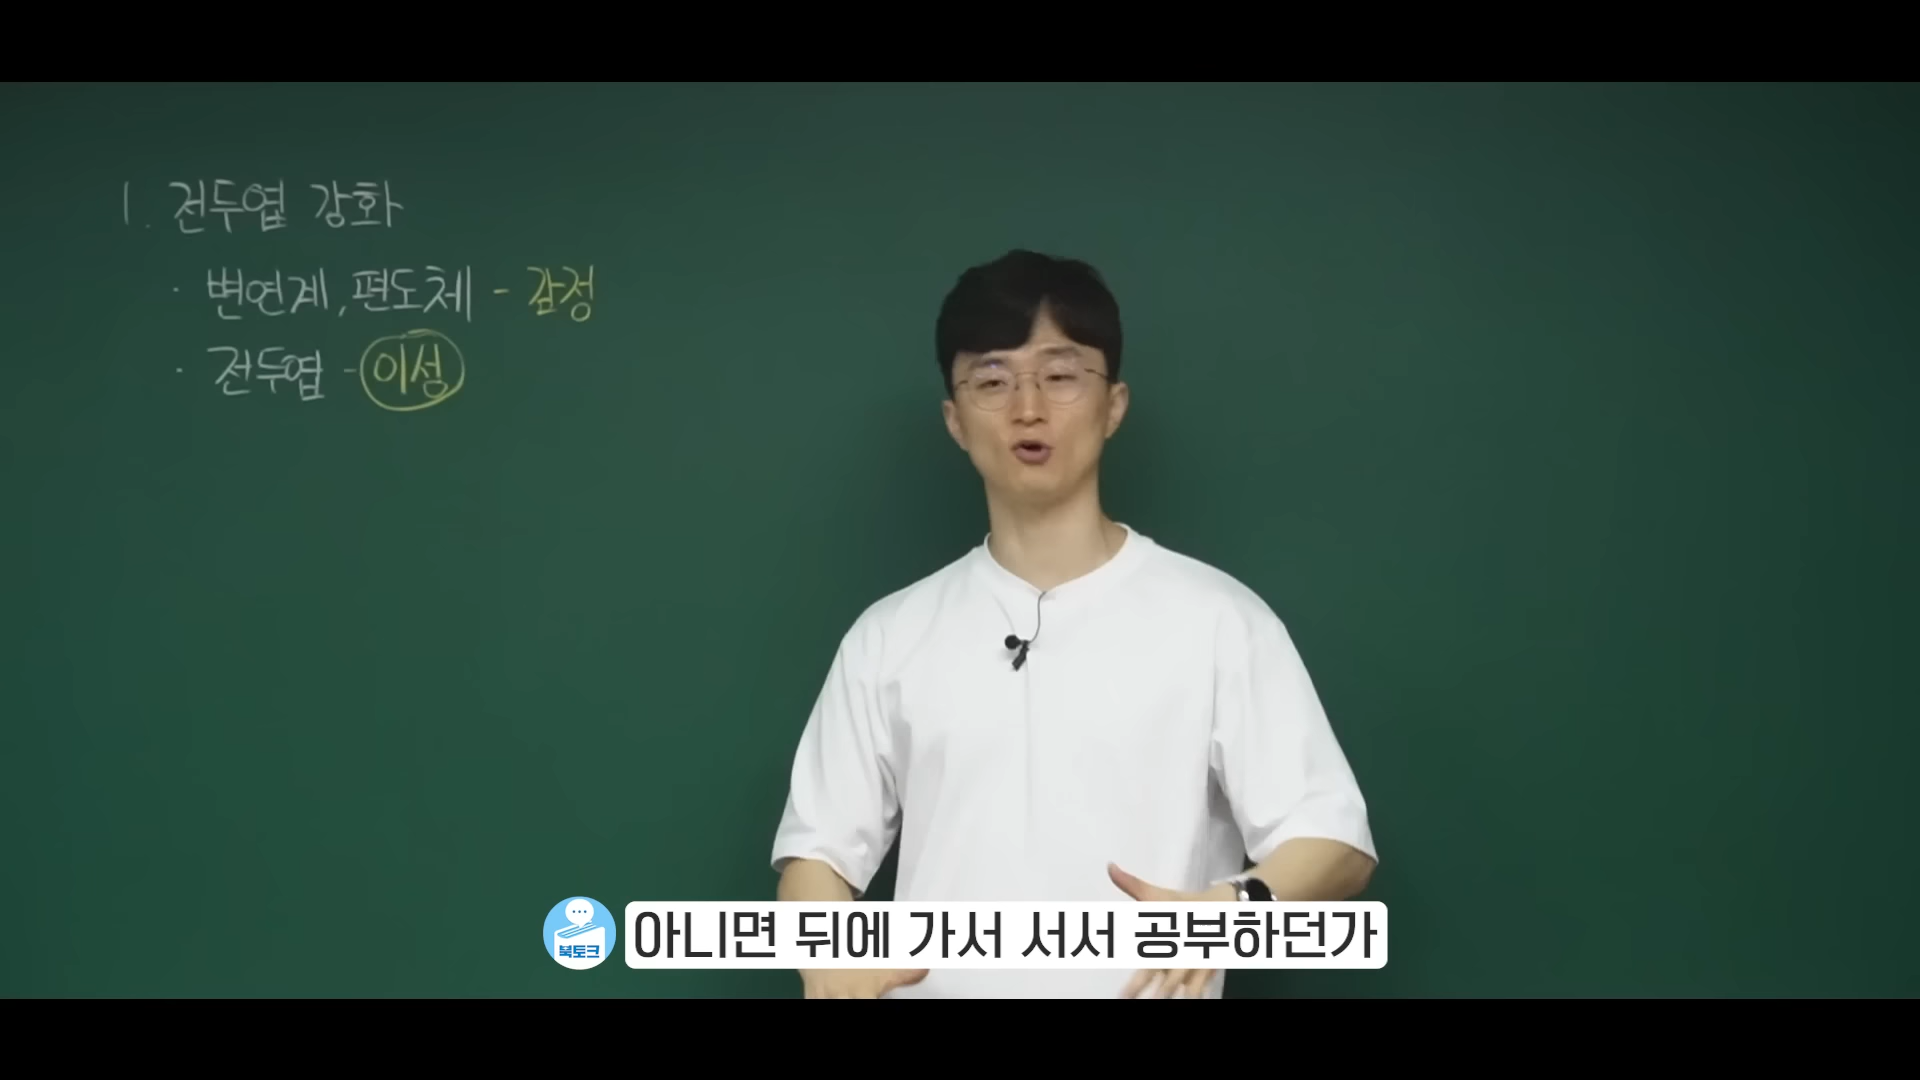 1. 전두엽 강화
· 변연계, 편도체 - 감정
· 전두엽 - 이성
북토크
아니면 뒤에 가서 서서 공부하던가